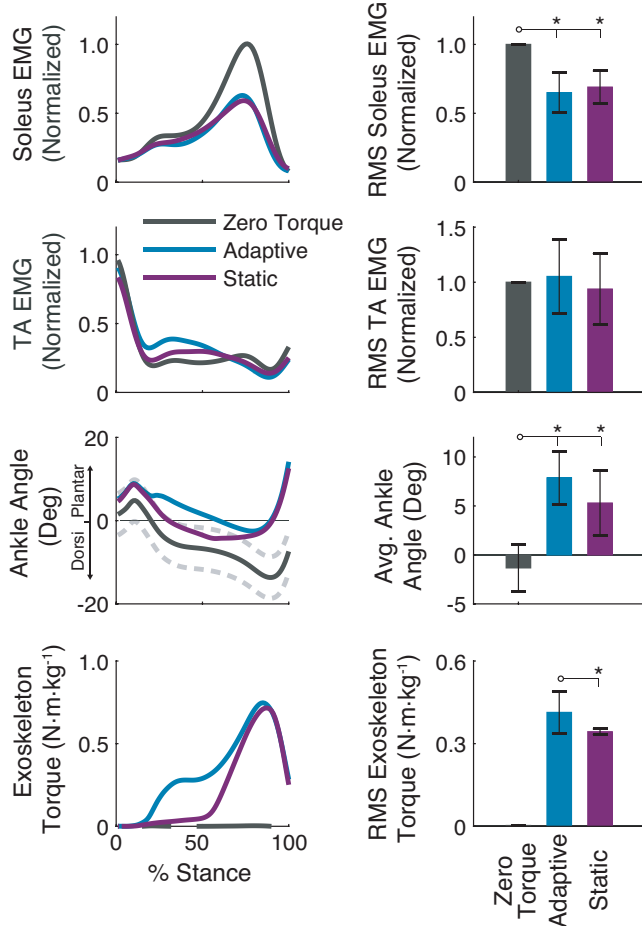 Soleus EMG
(Normalized)
1.0
0.5
0
RMS Soleus EMG
(Normalized)
1.0
0.5
0
* *
TA EMG
(Normalized)
1.0
0.5
0
Zero Torque
Adaptive
Static
RMS TA EMG
(Normalized)
1.5
1.0
0.5
0
Ankle Angle
(Deg)
Dorsi Plantar
20
0
-20
Avg. Ankle
Angle (Deg)
10
5
0
-5
* *
Exoskeleton
Torque (N·m·kg⁻¹)
1.0
0.5
0
0 50 100
% Stance
RMS Exoskeleton
Torque (N·m·kg⁻¹)
0.6
0.3
0
*
Zero
Torque
Adaptive
Static